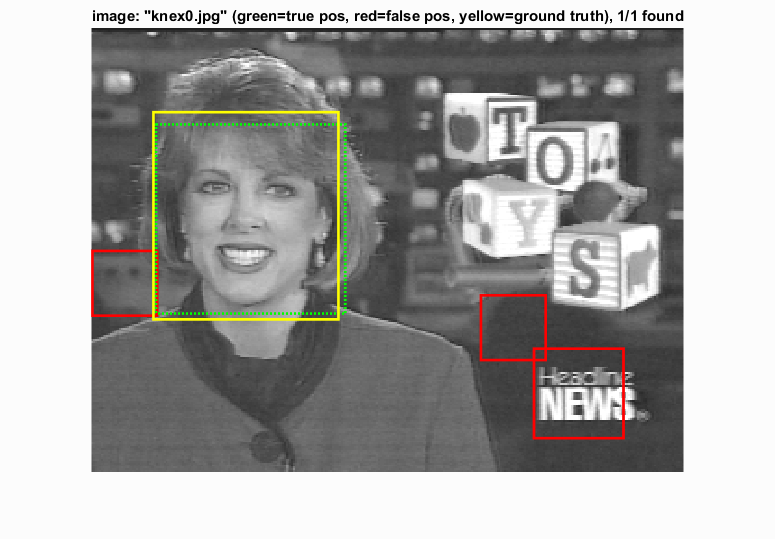 image: "knex0.jpg" (green=true pos, red=false pos, yellow=ground truth), 1/1 found
T
O
Y
S
Headline
NEWS®